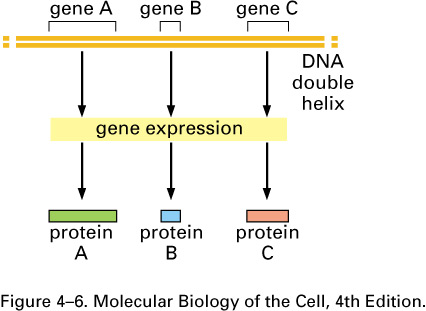 gene A gene B gene C
DNA
double
helix
gene expression
protein protein protein
A B C
Figure 4–6. Molecular Biology of the Cell, 4th Edition.